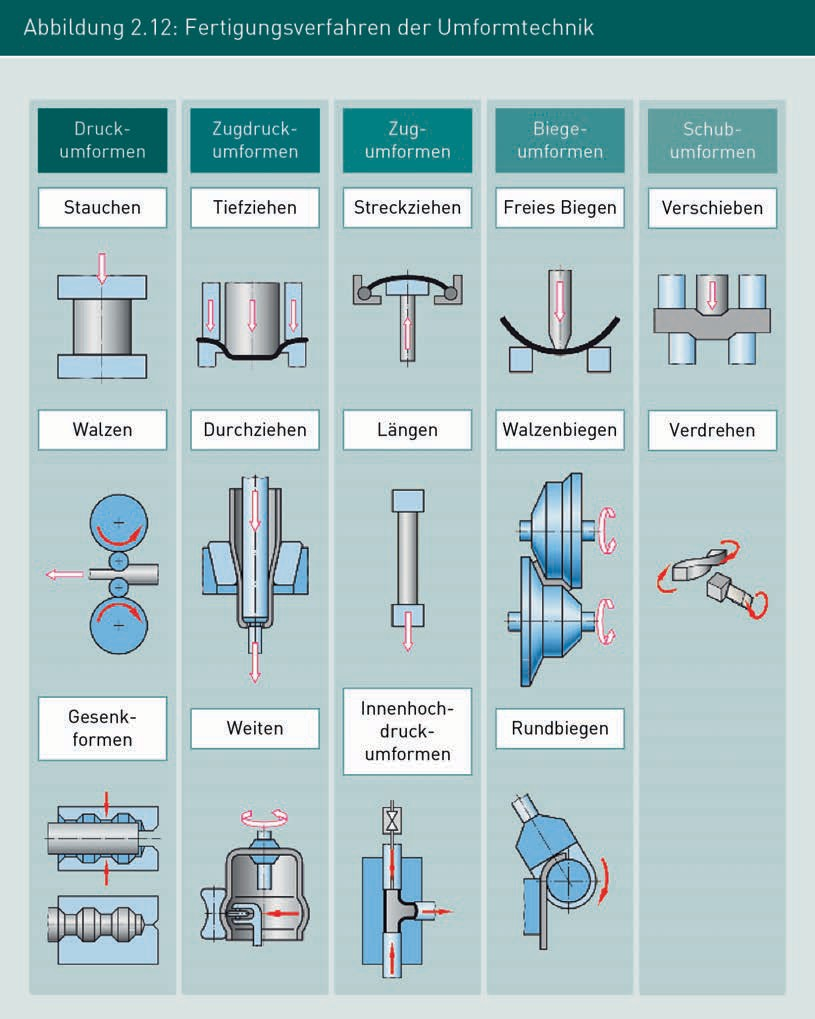 Abbildung 2.12: Fertigungsverfahren der Umformtechnik
Druck-
umformen
Zugdruck-
umformen
Zug-
umformen
Biege-
umformen
Schub-
umformen
Stauchen
Tiefziehen
Streckziehen
Freies Biegen
Verschieben
Walzen
Durchziehen
Längen
Walzenbiegen
Verdrehen
Gesenk-
formen
Weiten
Innenhoch-
druck-
umformen
Rundbiegen